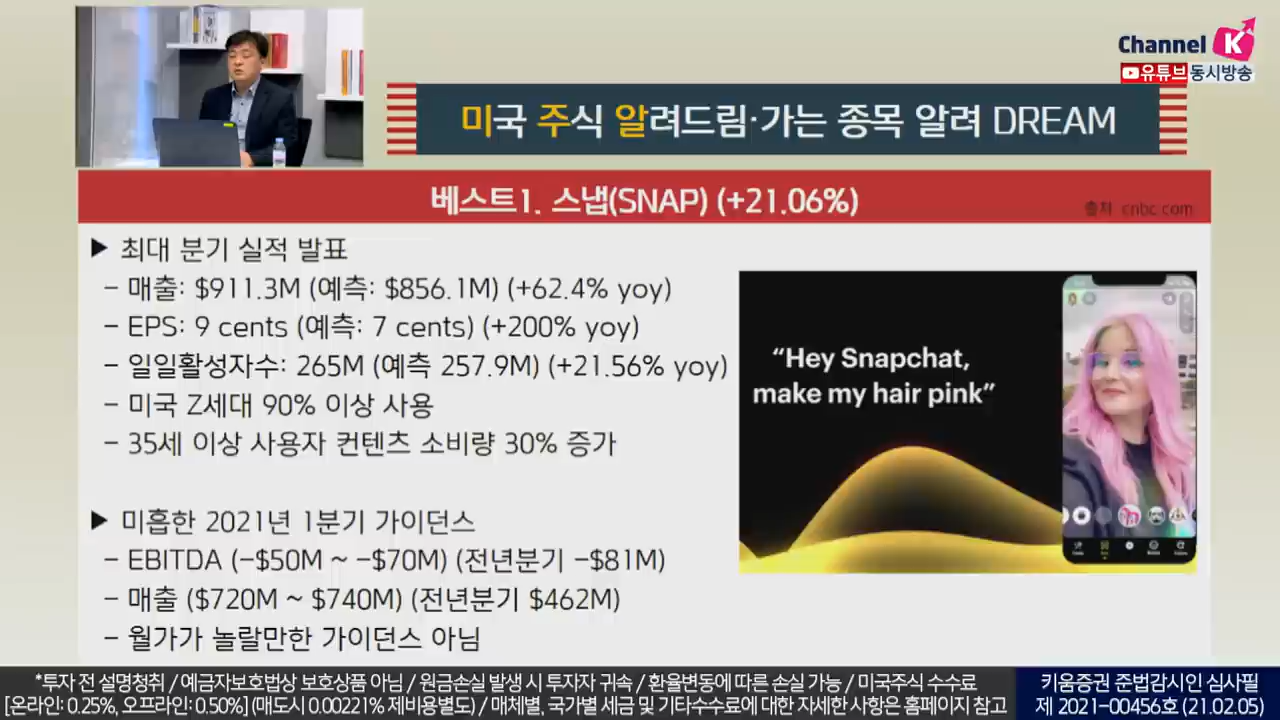 Channel K
유튜브동시방송
미국 주식 알려드림·가는 종목 알려 DREAM
베스트1. 스냅(SNAP) (+21.06%)
출처: cnbc.com
▶ 최대 분기 실적 발표
– 매출: $911.3M (예측: $856.1M) (+62.4% yoy)
– EPS: 9 cents (예측: 7 cents) (+200% yoy)
– 일일활성자수: 265M (예측 257.9M) (+21.56% yoy)
– 미국 Z세대 90% 이상 사용
– 35세 이상 사용자 컨텐츠 소비량 30% 증가
“Hey Snapchat,
make my hair pink”
▶ 미흡한 2021년 1분기 가이던스
– EBITDA (–$50M ~ –$70M) (전년분기 –$81M)
– 매출 ($720M ~ $740M) (전년분기 $462M)
– 월가가 놀랄만한 가이던스 아님
*투자 전 설명청취 / 예금자보호법상 보호상품 아님 / 원금손실 발생 시 투자자 귀속 / 환율변동에 따른 손실 가능 / 미국주식 수수료
[온라인: 0.25%, 오프라인: 0.50%] (매도시 0.00221% 제비용별도) / 매체별, 국가별 세금 및 기타수수료에 대한 자세한 사항은 홈페이지 참고
키움증권 준법감시인 심사필
제 2021-00456호 (21.02.05)